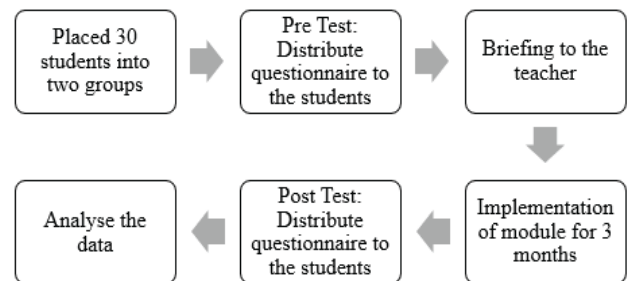 Placed 30
students into
two groups
Pre Test:
Distribute
questionnaire to
the students
Briefing to the
teacher
Implementation
of module for 3
months
Post Test:
Distribute
questionnaire to
the students
Analyse the
data